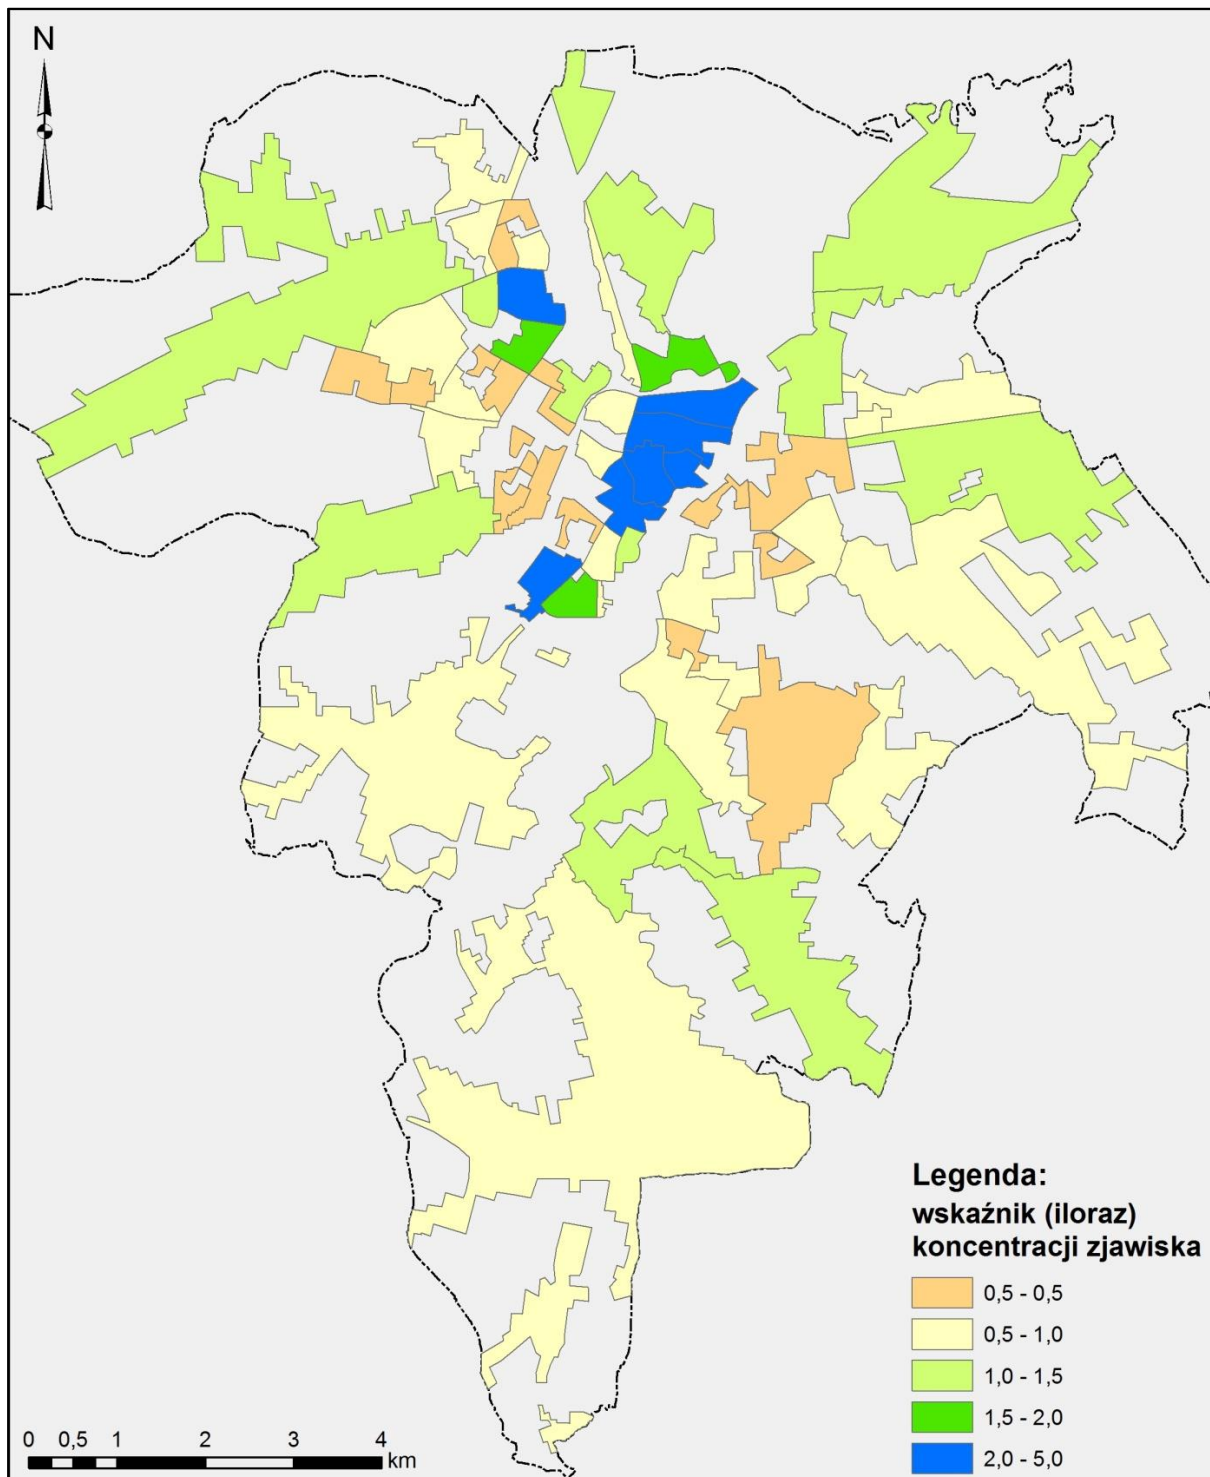 N
Legenda:
wskaźnik (iloraz)
koncentracji zjawiska
0,5 - 0,5
0,5 - 1,0
1,0 - 1,5
1,5 - 2,0
2,0 - 5,0
0 0,5 1 2 3 4
km